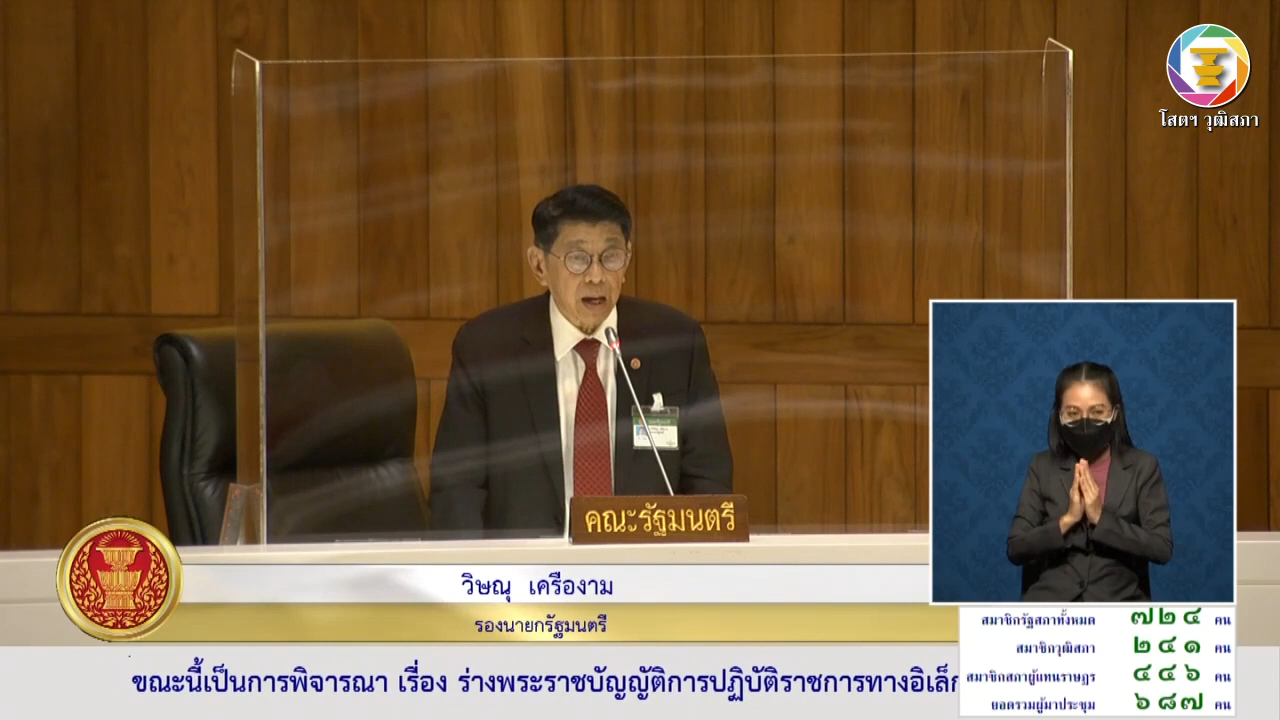 โสตฯ วุฒิสภา
คณะรัฐมนตรี
วิษณุ เครืองาม
รองนายกรัฐมนตรี
ขณะนี้เป็นการพิจารณา เรื่อง ร่างพระราชบัญญัติการปฏิบัติราชการทางอิเล็ก
สมาชิกรัฐสภาทั้งหมด ๗๒๔ คน
สมาชิกวุฒิสภา ๒๔๑ คน
สมาชิกสภาผู้แทนราษฎร ๔๔๖ คน
ยอดรวมผู้มาประชุม ๖๘๗ คน